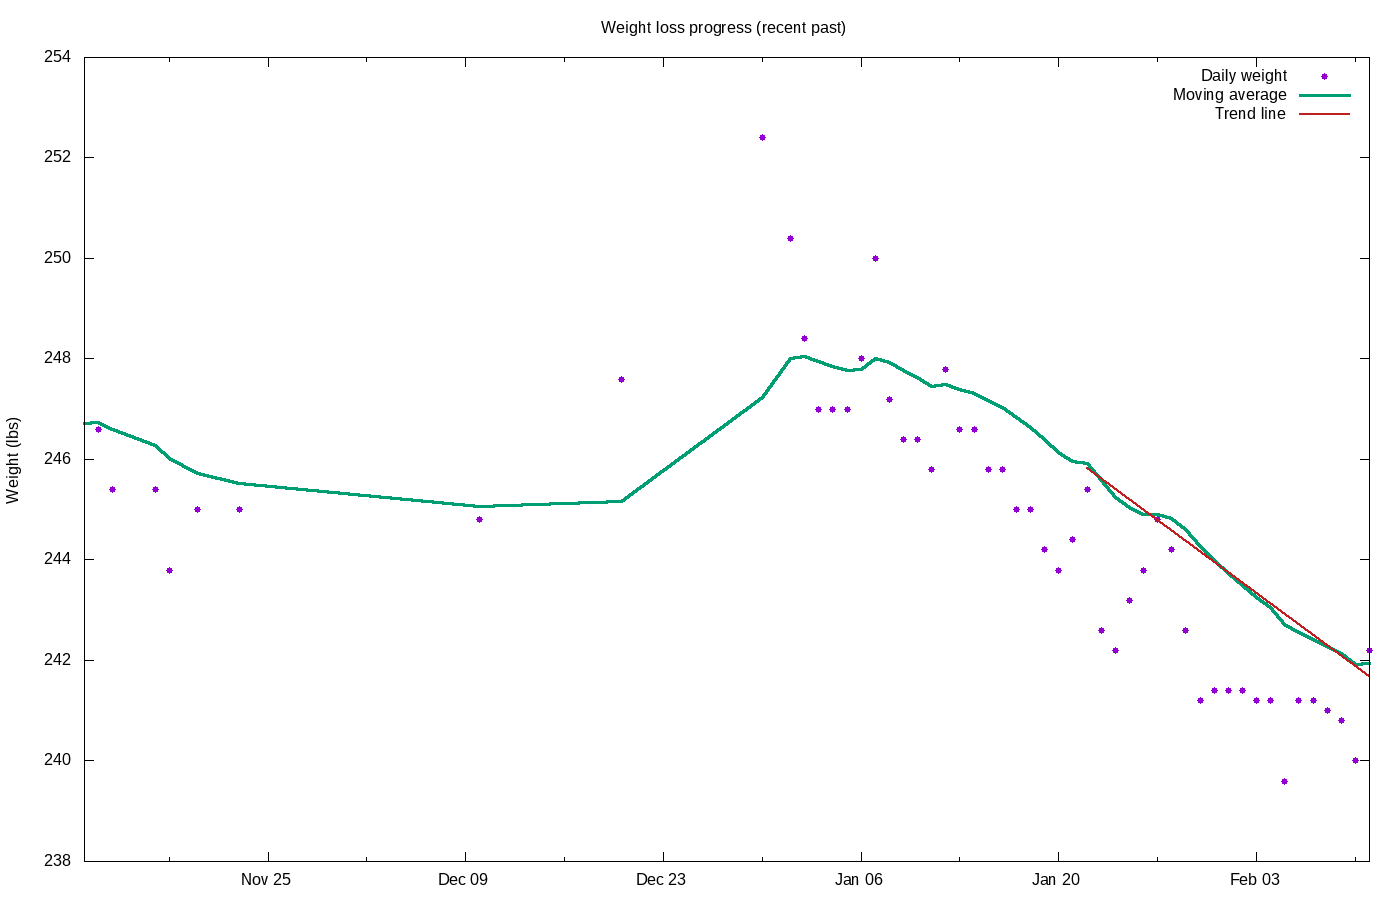 Weight loss progress (recent past)
Daily weight
Moving average
Trend line
Weight (lbs)
254
252
250
248
246
244
242
240
238
Nov 25
Dec 09
Dec 23
Jan 06
Jan 20
Feb 03